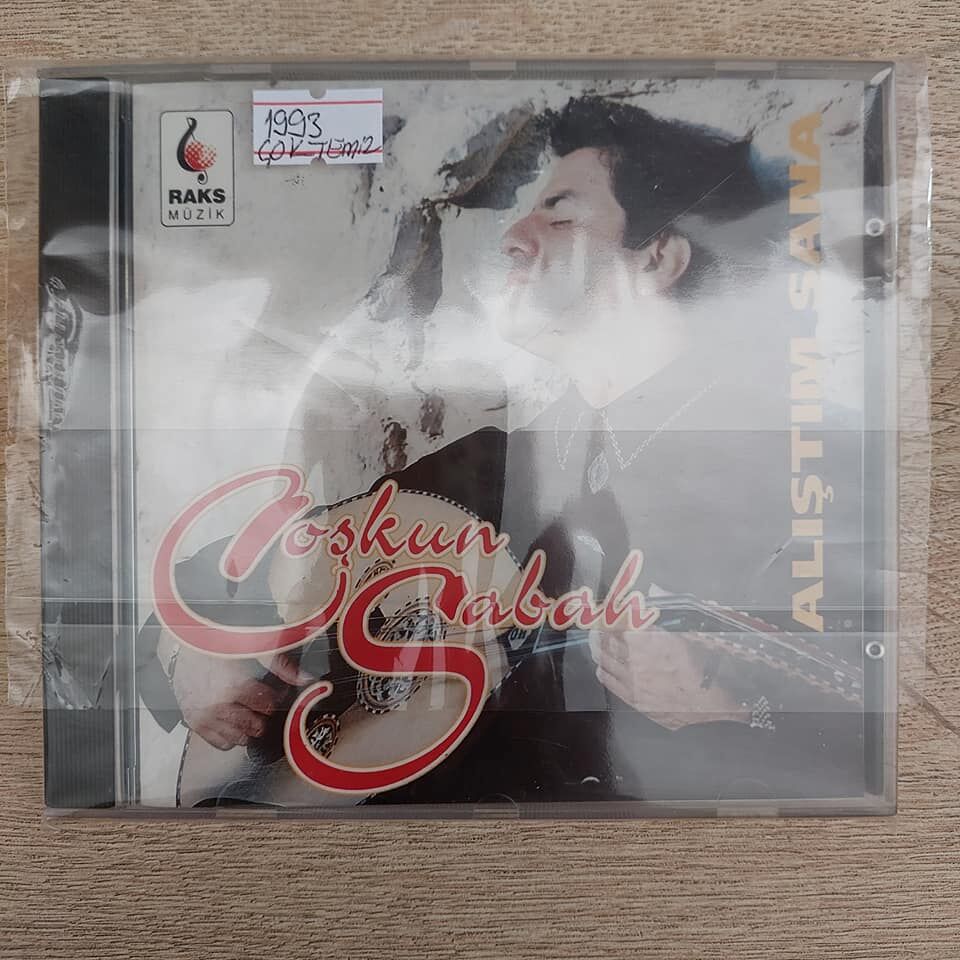 1993
ÇOK TEMİZ
RAKS
MÜZİK
ALIŞTIM SANA
Coşkun
Sabah